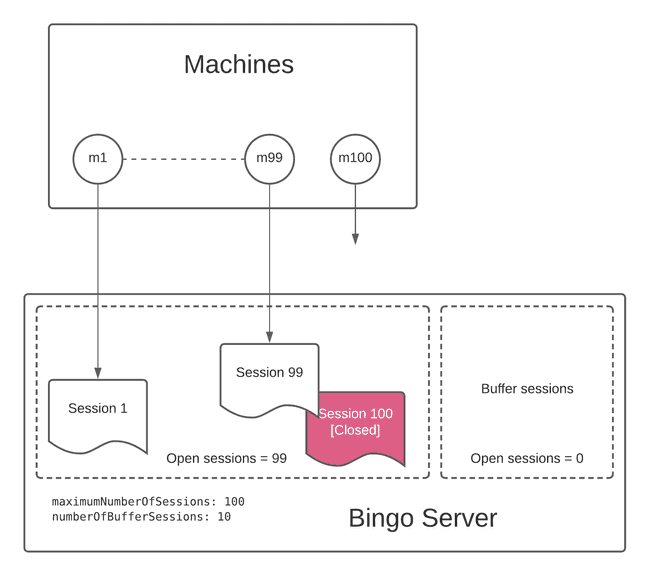 Machines
m1
m99
m100
Session 99
Session 1
Session 100
[Closed]
Buffer sessions
Open sessions = 99
Open sessions = 0
maximumNumberOfSessions: 100
numberOfBufferSessions: 10
Bingo Server